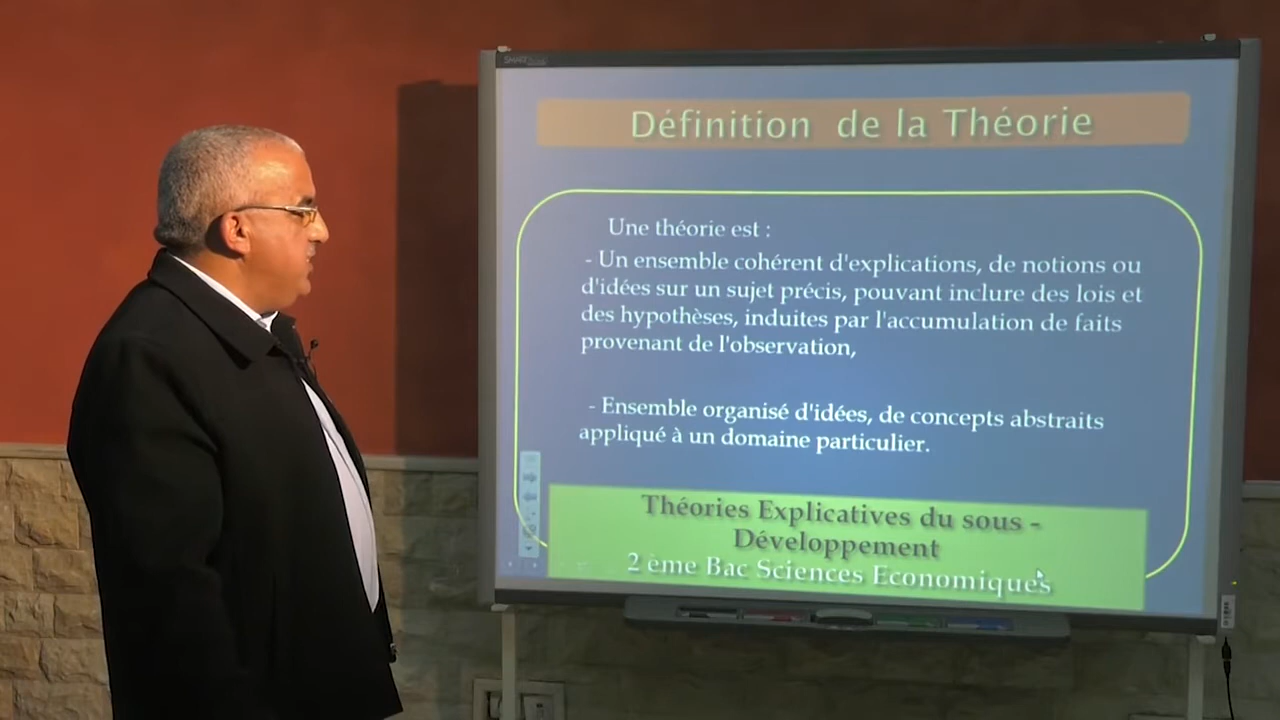 Définition de la Théorie
Une théorie est :
- Un ensemble cohérent d'explications, de notions ou
d'idées sur un sujet précis, pouvant inclure des lois et
des hypothèses, induites par l'accumulation de faits
provenant de l'observation,
- Ensemble organisé d'idées, de concepts abstraits
appliqué à un domaine particulier.
Théories Explicatives du sous -
Développement
2 ème Bac Sciences Economiques